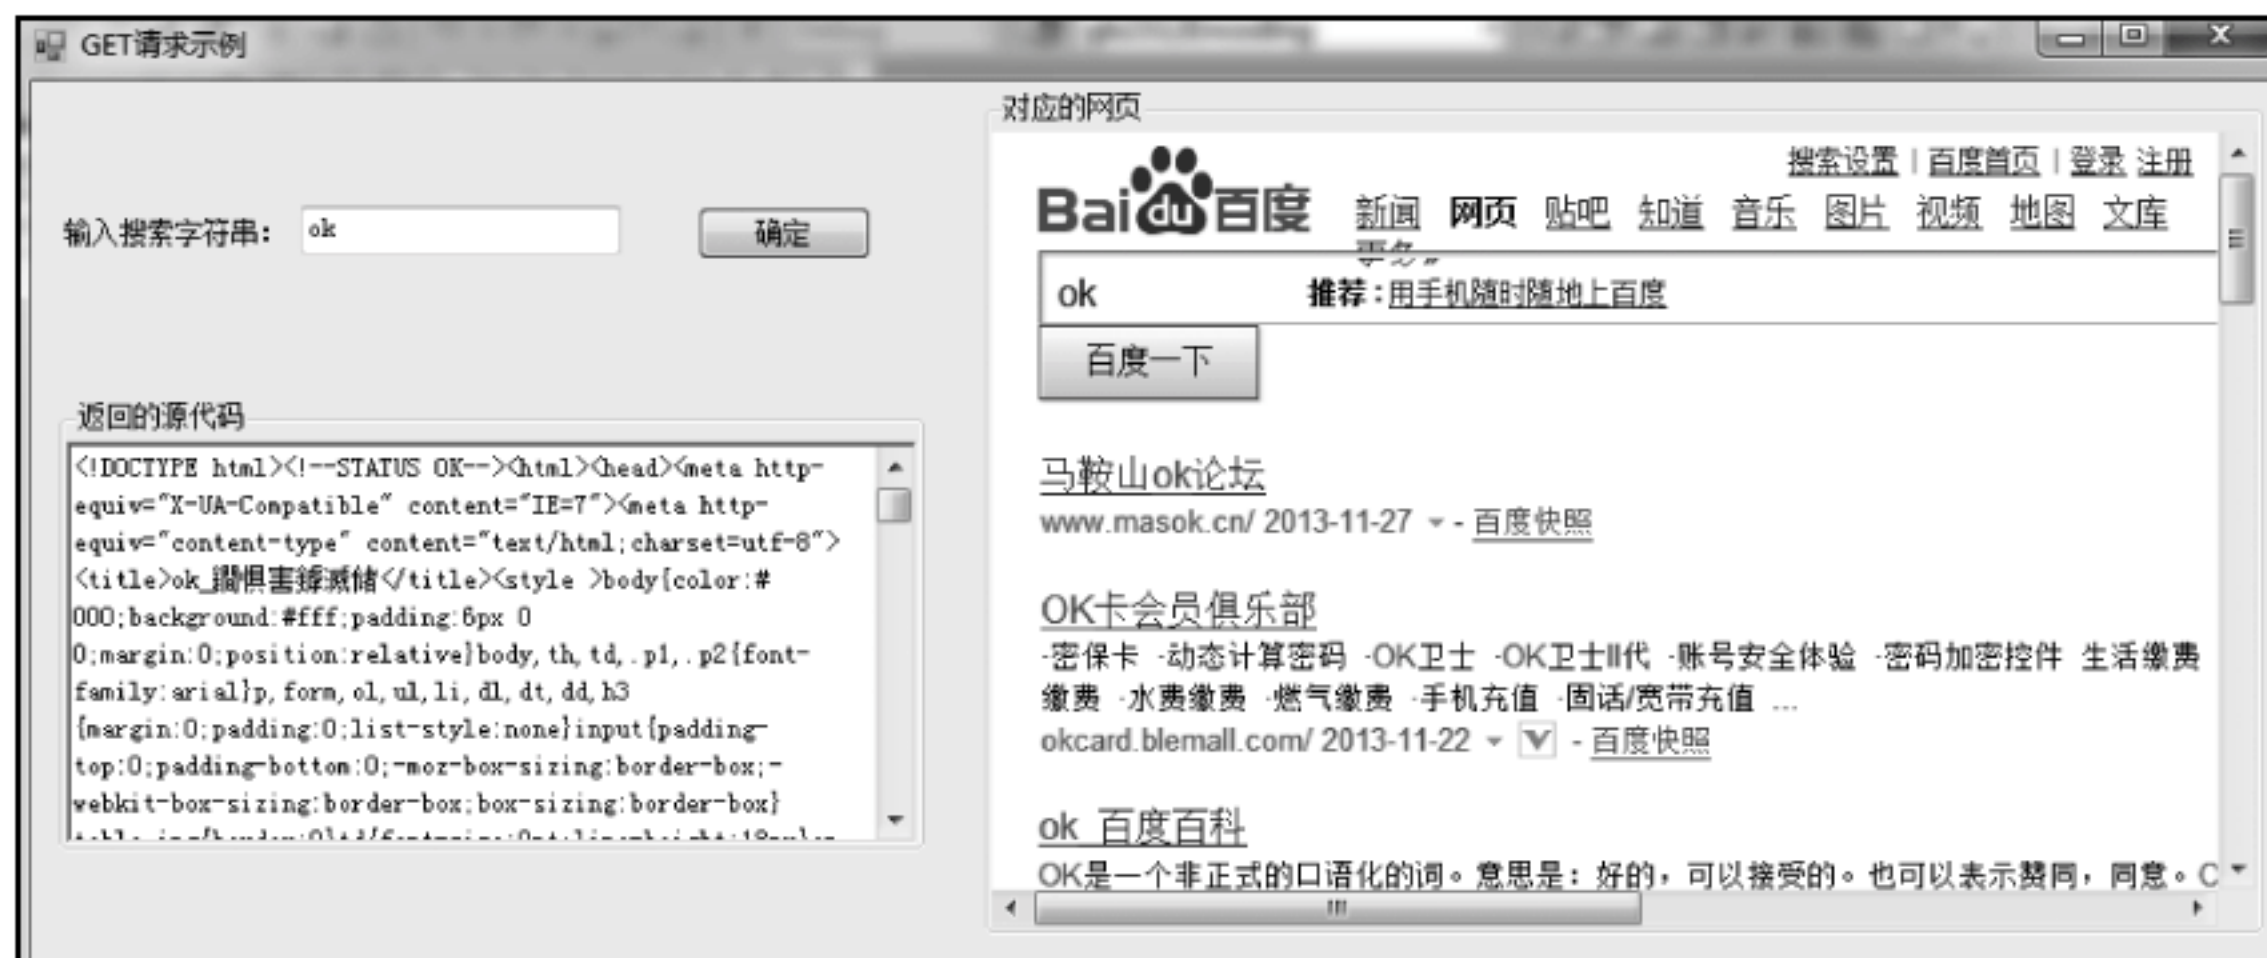 GET请求示例
输入搜索字符串： ok 确定
返回的源代码
<!DOCTYPE html><!--STATUS OK--><html><head><meta http-
equiv="X-UA-Compatible" content="IE=7"><meta http-
equiv="content-type" content="text/html;charset=utf-8">
<title>ok_</title><style >body{color:#
000;background:#fff;padding:6px 0
0;margin:0;position:relative}body,th,td,.p1,.p2{font-
family:arial}p,form,ol,ul,li,dl,dt,dd,h3
{margin:0;padding:0;list-style:none}input{padding-
top:0;padding-bottom:0;-moz-box-sizing:border-box;-
webkit-box-sizing:border-box;box-sizing:border-box}
对应的网页
搜索设置 | 百度首页 | 登录 注册
Bai du 百度 新闻 网页 贴吧 知道 音乐 图片 视频 地图 文库
ok 推荐：用手机随时随地上百度
百度一下
马鞍山ok论坛
www.masok.cn/ 2013-11-27 - 百度快照
OK卡会员俱乐部
·密保卡 ·动态计算密码 ·OK卫士 ·OK卫士II代 ·账号安全体验 ·密码加密控件 生活缴费
缴费 ·水费缴费 ·燃气缴费 ·手机充值 ·固话/宽带充值 ...
okcard.blemall.com/ 2013-11-22 V - 百度快照
ok_百度百科
OK是一个非正式的口语化的词。意思是：好的，可以接受的。也可以表示赞同，同意。